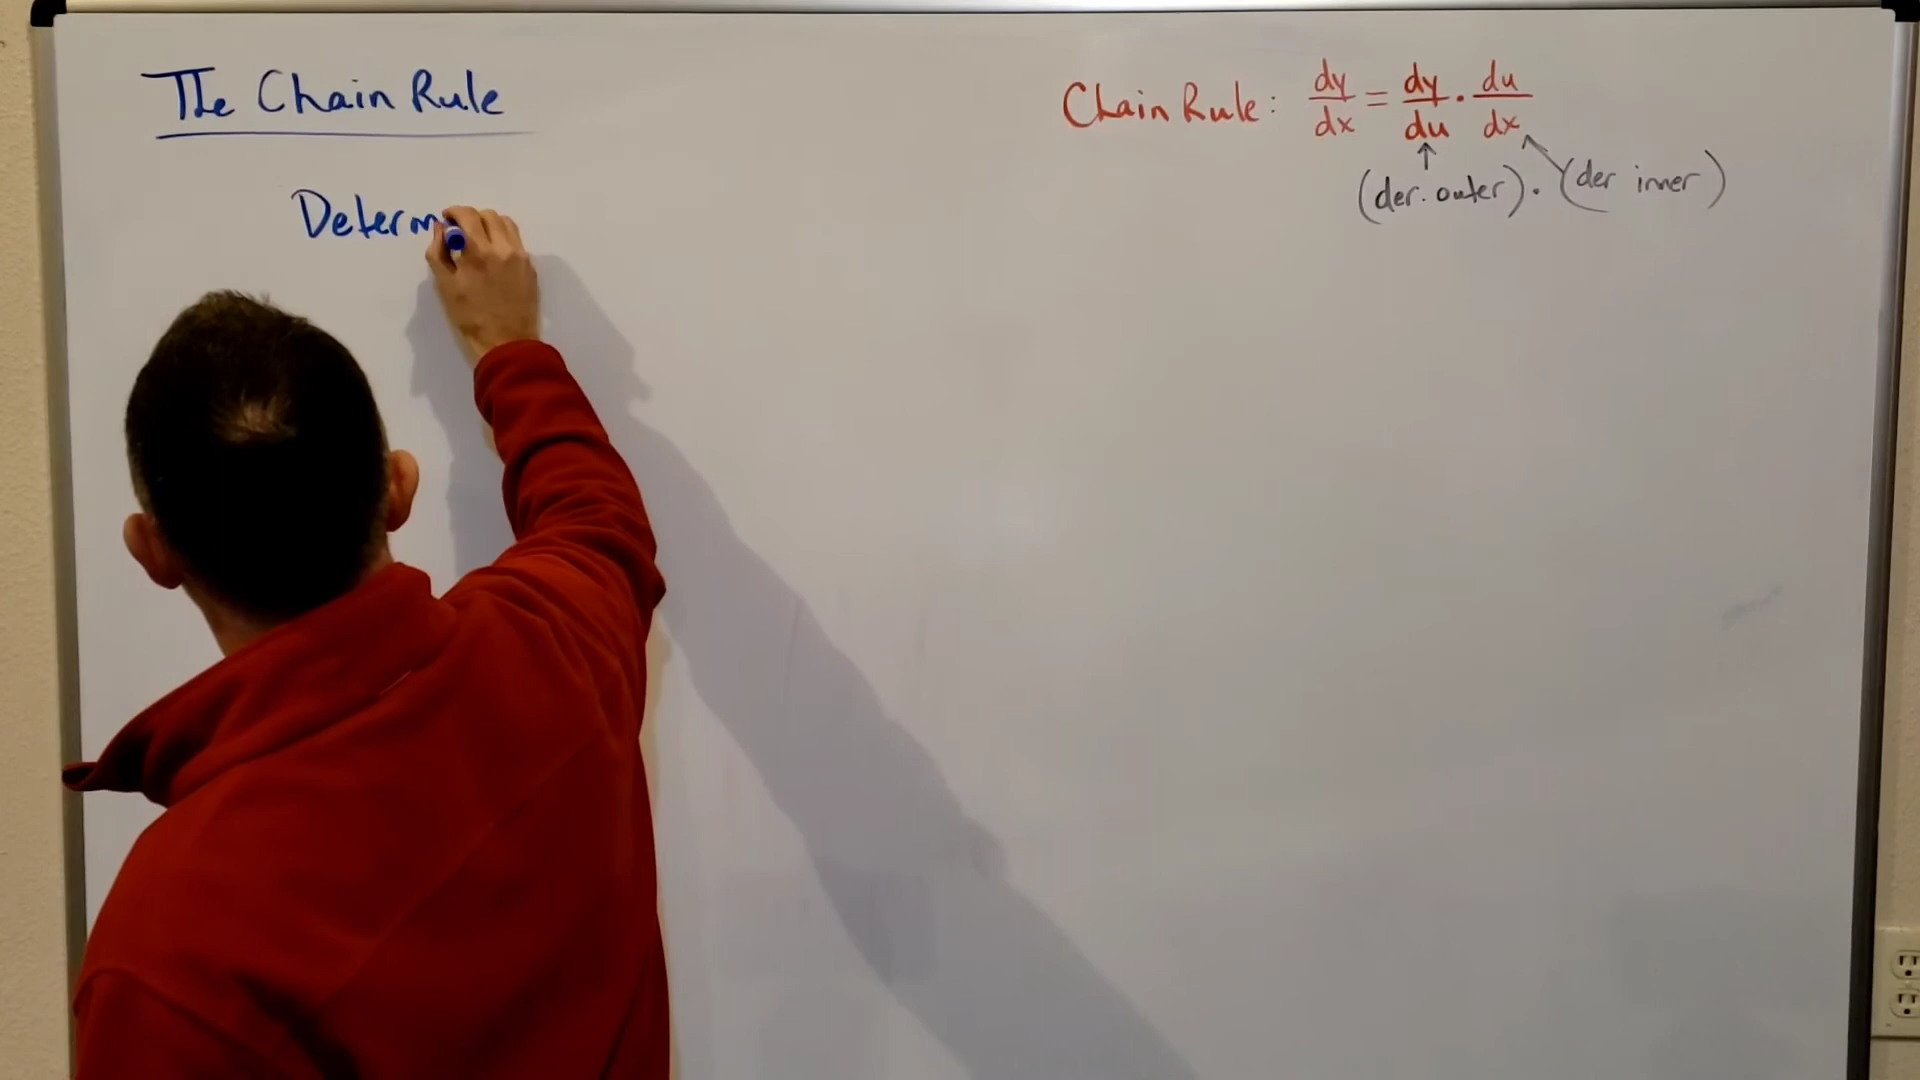 The Chain Rule
Chain Rule: dy/dx = dy/du · du/dx
(der. outer) · (der inner)
Determ